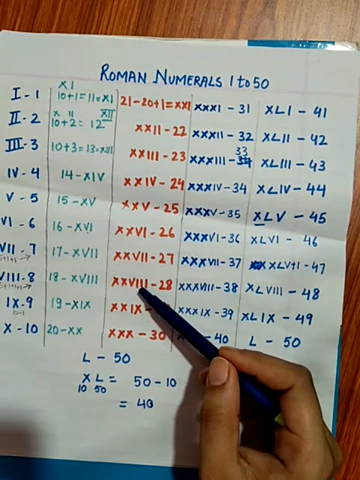 ROMAN NUMERALS 1 to 50
I - 1
II - 2
III - 3
IV - 4
V - 5
VI - 6
VII - 7
VIII - 8
IX - 9
X - 10
X I
10+1=11=XI
X II XII
10+2=12
10+3=13=XIII
14-XIV
15-XV
16-XVI
17-XVII
18-XVIII
19-XIX
20-XX
21-20+1=XXI
XXII-22
XXIII-23
XXIV-24
XXV-25
XXVI-26
XXVII-27
XXVIII-28
XXIX-
XXX-30
XXXI-31
XXXII-32
33
XXXIII-34
XXXIV-34
XXXV-35
XXXVI-36
XXXVII-37
XXXVIII-38
XXXIX-39
-40
XLI-41
XLII-42
XLIII-43
XLIV-44
XLV-45
XLVI-46
XLVII-47
XLVIII-48
XLIX-49
L-50
L - 50
X L = 50-10
10 50
= 40